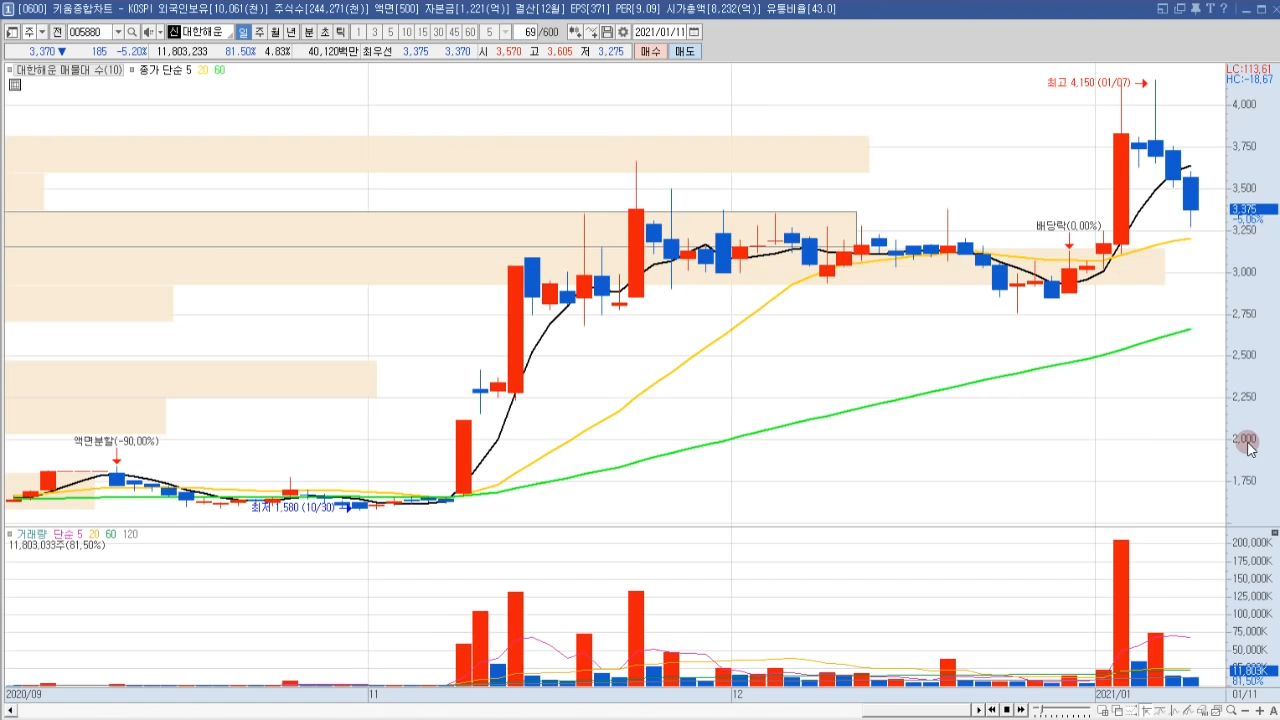 [0600] 키움종합차트 - KOSPI 외국인보유[10,061(천)] 주식수[244,271(천)] 액면[500] 자본금[1,221(억)] 결산[12월] EPS[371] PER[9.09] 시가총액[8,232(억)] 유통비율[43.0]
주 전 005880 신 대한해운 일 주 월 년 분 초 틱 1 3 5 10 15 30 45 60 5 69/600 2021/01/11
3,370▼ 185 -5.20% 11,803,233 81.50% 4.83% 40,120백만 최우선 3,375 3,370 시 3,570 고 3,605 저 3,275 매수 매도
대한해운 매물대 수(10) 종가 단순 5 20 60
LC:113,61
HC:-18,67
최고 4,150 (01/07)
4,000
3,750
3,500
3,375
-5,06%
3,250
배당락(0,00%)
3,000
2,750
2,500
2,250
2,000
액면분할(-90,00%)
1,750
최저 1,580 (10/30)
거래량 단순 5 20 60 120
11,803,033주(81,50%)
200,000K
175,000K
150,000K
125,000K
100,000K
75,000K
50,000K
11,803K
81,50%
2020/09 11 12 2021/01 01/11